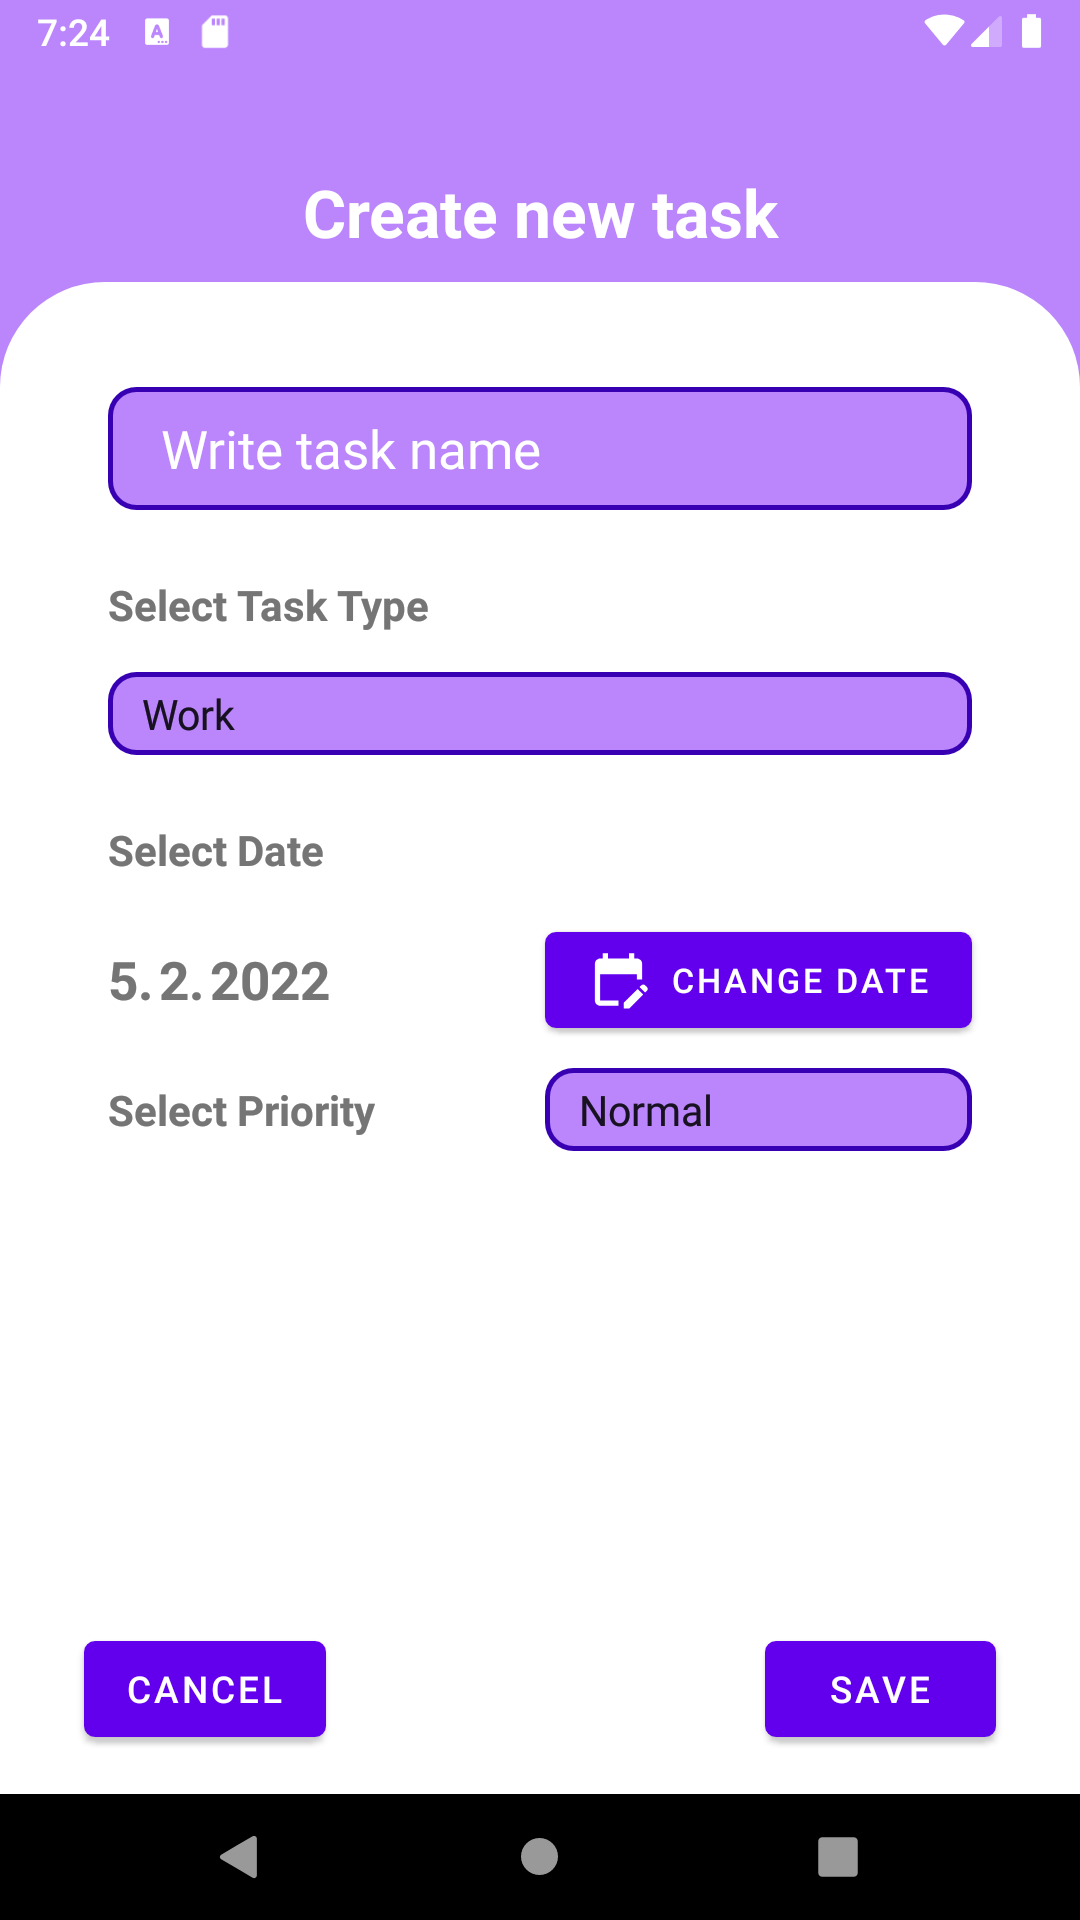 7:24
Create new task
Write task name
Select Task Type
Work
Select Date
5.2.2022
CHANGE DATE
Select Priority
Normal
CANCEL
SAVE